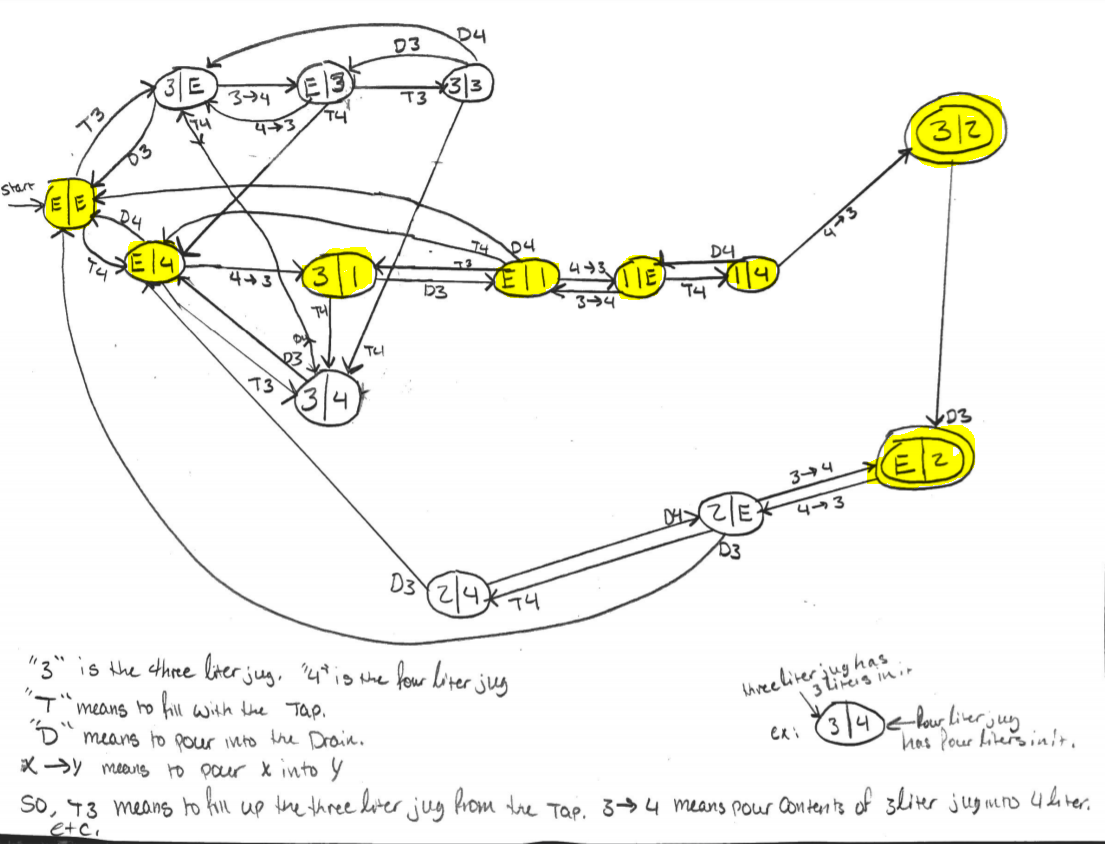 D4
D3
3|E
3→4
E|3
T3
3|3
4→3
T4
T4
T3
D3
3|2
start
E|E
D4
T4
E|4
4→3
3|1
T3
D3
T4
D4
E|1
4→3
3→4
1|E
D4
T4
1|4
4→3
T4
D4
D3
T4
T3
3|4
D3
E|2
3→4
4→3
D4
2|E
D3
D3
2|4
T4
"3" is the three liter jug. "4" is the four liter jug
"T" means to fill with the Tap.
"D" means to pour into the Drain.
X→Y means to pour X into Y
three liter jug has
3 liters in it
ex: 3|4 ← four liter jug
has four liters in it.
So, T3 means to fill up the three liter jug from the Tap. 3→4 means pour contents of 3 liter jug into 4 liter.
etc.